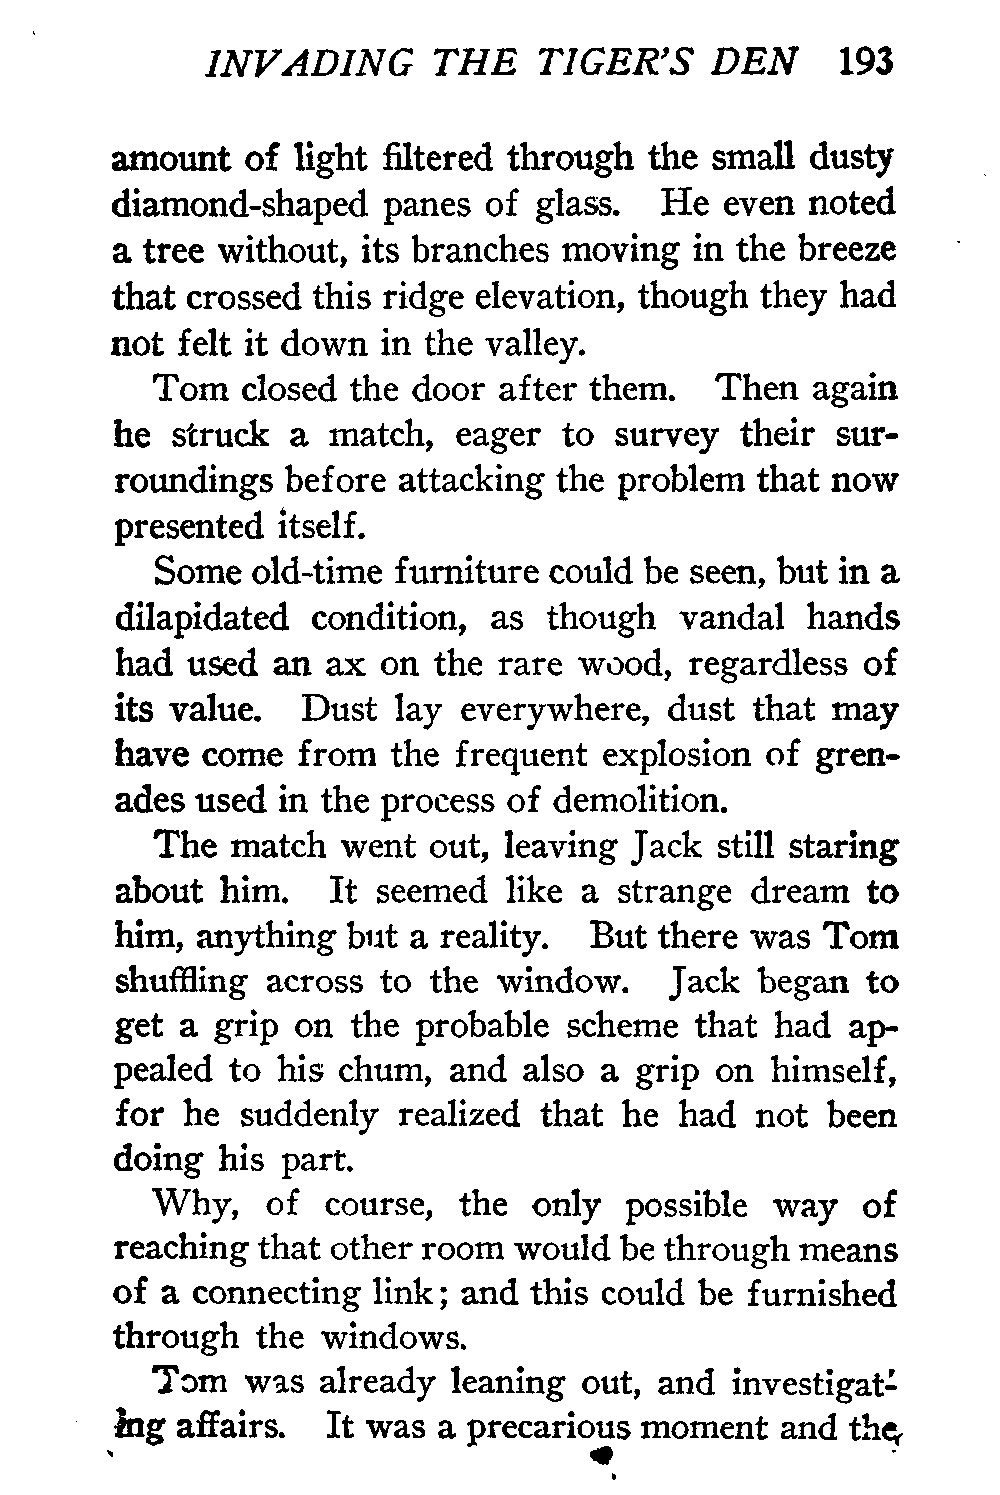 INVADING THE TIGER'S DEN 193
amount of light filtered through the small dusty
diamond-shaped panes of glass. He even noted
a tree without, its branches moving in the breeze
that crossed this ridge elevation, though they had
not felt it down in the valley.
Tom closed the door after them. Then again
he struck a match, eager to survey their sur-
roundings before attacking the problem that now
presented itself.
Some old-time furniture could be seen, but in a
dilapidated condition, as though vandal hands
had used an ax on the rare wood, regardless of
its value. Dust lay everywhere, dust that may
have come from the frequent explosion of gren-
ades used in the process of demolition.
The match went out, leaving Jack still staring
about him. It seemed like a strange dream to
him, anything but a reality. But there was Tom
shuffling across to the window. Jack began to
get a grip on the probable scheme that had ap-
pealed to his chum, and also a grip on himself,
for he suddenly realized that he had not been
doing his part.
Why, of course, the only possible way of
reaching that other room would be through means
of a connecting link; and this could be furnished
through the windows.
Tom was already leaning out, and investigat-
ing affairs. It was a precarious moment and the